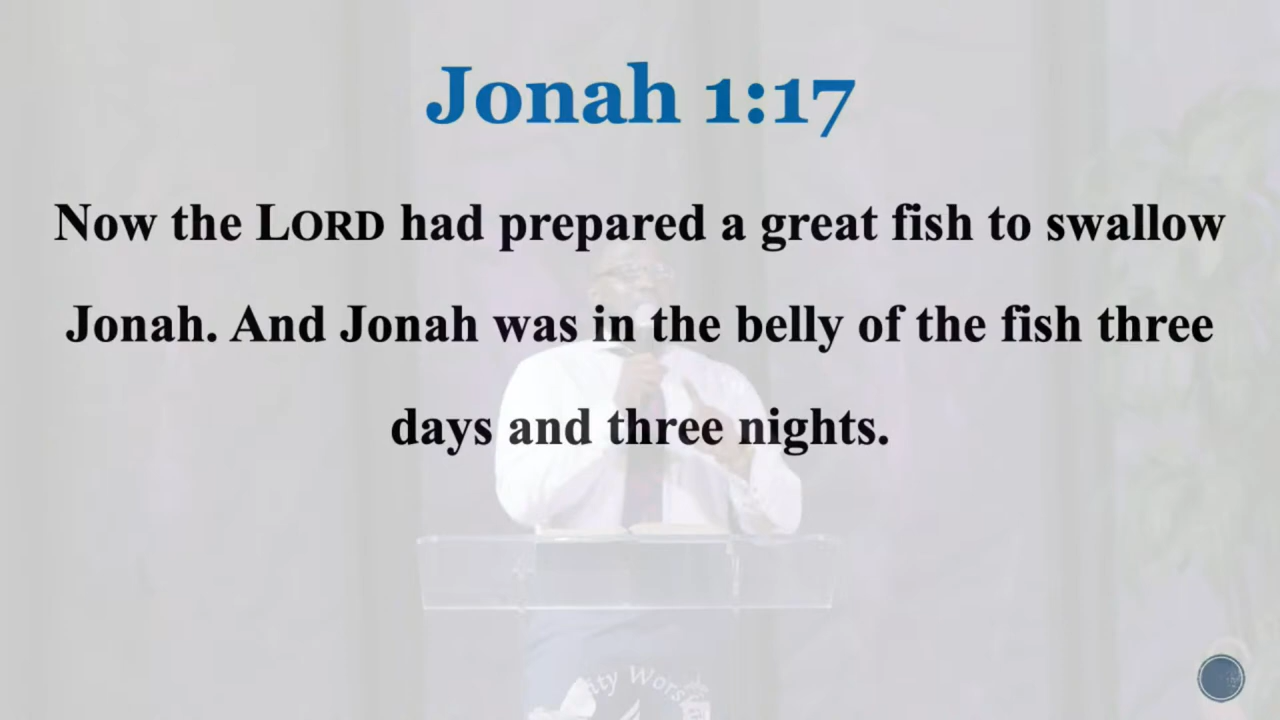 Jonah 1:17
Now the LORD had prepared a great fish to swallow
Jonah. And Jonah was in the belly of the fish three
days and three nights.